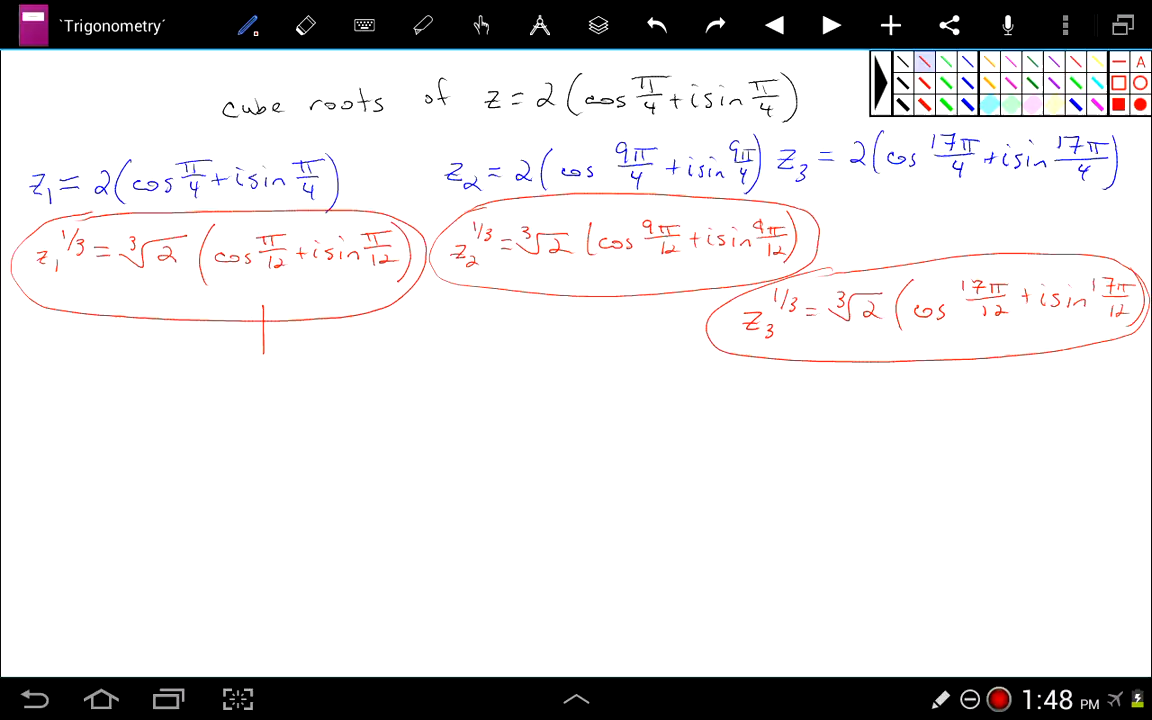 `Trigonometry´
A
cube roots of z = 2 (cos π/4 + i sin π/4)
z₁ = 2(cos π/4 + i sin π/4)
z₂ = 2(cos 9π/4 + i sin 9π/4)
z₃ = 2(cos 17π/4 + i sin 17π/4)
z₁^1/3 = ∛2 (cos π/12 + i sin π/12)
z₂^1/3 = ∛2 (cos 9π/12 + i sin 9π/12)
z₃^1/3 = ∛2 (cos 17π/12 + i sin 17π/12)
1:48 PM